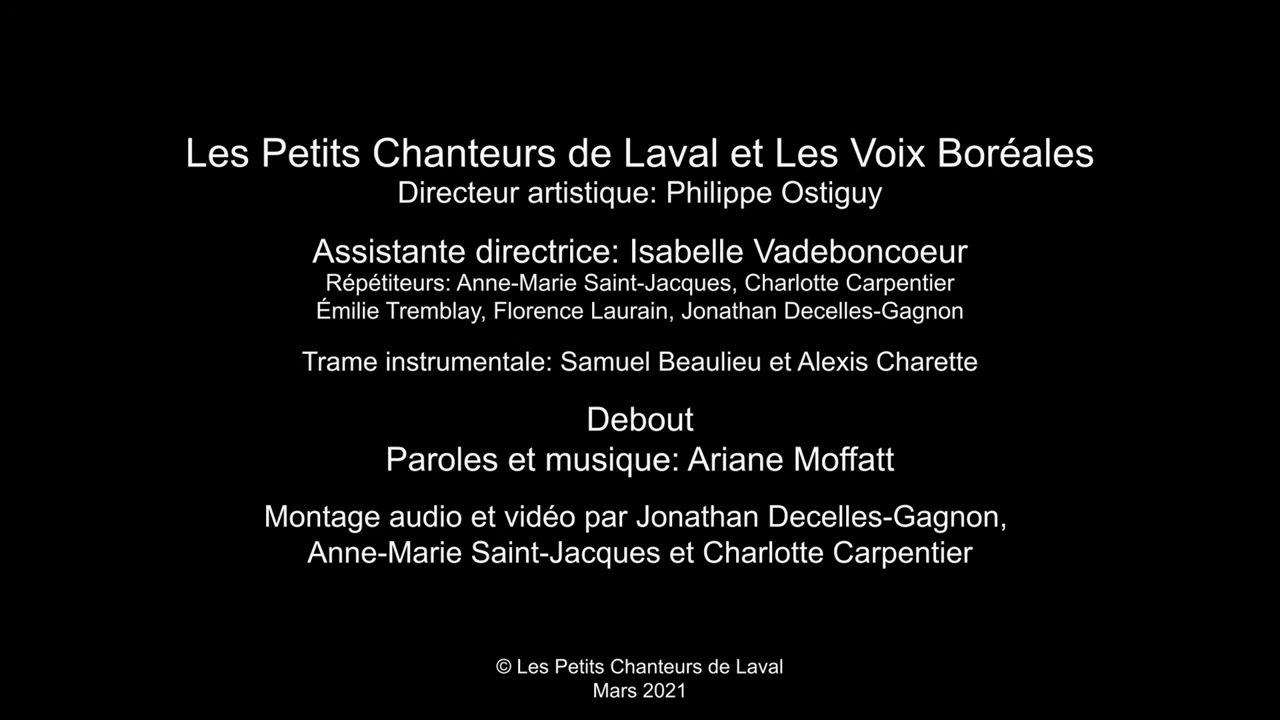 Les Petits Chanteurs de Laval et Les Voix Boréales
Directeur artistique: Philippe Ostiguy
Assistante directrice: Isabelle Vadeboncoeur
Répétiteurs: Anne-Marie Saint-Jacques, Charlotte Carpentier
Émilie Tremblay, Florence Laurain, Jonathan Decelles-Gagnon
Trame instrumentale: Samuel Beaulieu et Alexis Charette
Debout
Paroles et musique: Ariane Moffatt
Montage audio et vidéo par Jonathan Decelles-Gagnon,
Anne-Marie Saint-Jacques et Charlotte Carpentier
© Les Petits Chanteurs de Laval
Mars 2021